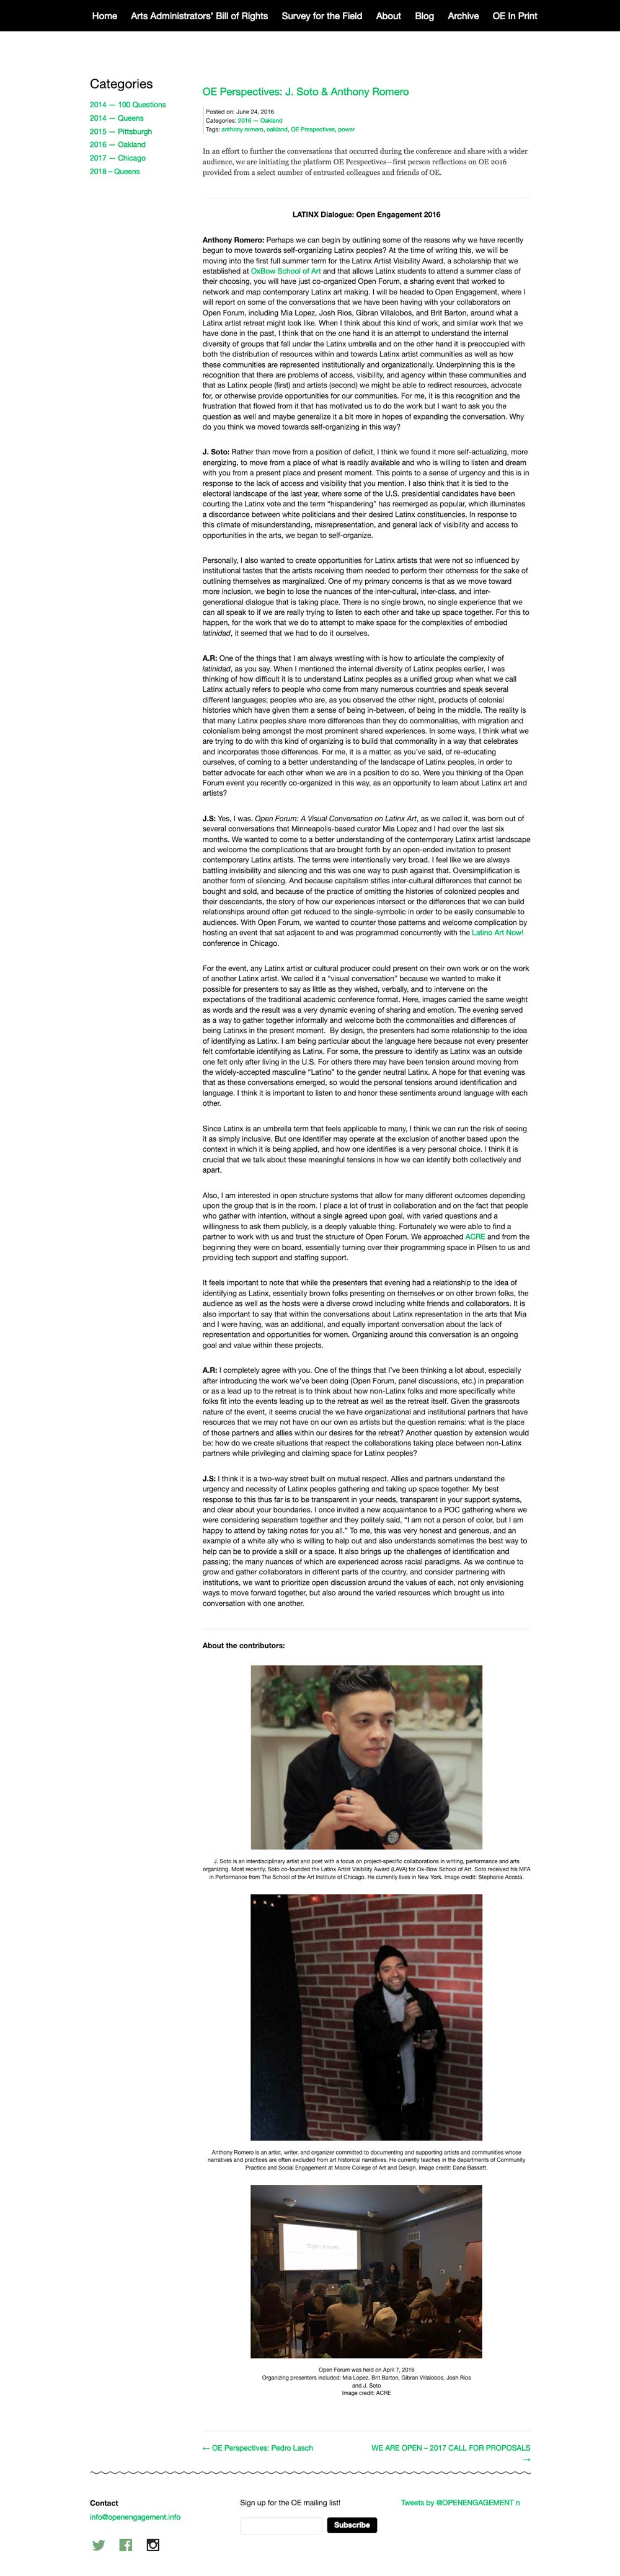 Home Arts Administrators' Bill of Rights Survey for the Field About Blog Archive OE In Print
Categories
2014 — 100 Questions
2014 — Queens
2015 — Pittsburgh
2016 — Oakland
2017 — Chicago
2018 – Queens
OE Perspectives: J. Soto & Anthony Romero
Posted on: June 24, 2016
Categories: 2016 — Oakland
Tags: anthony romero, oakland, OE Preapectives, power
In an effort to further the conversations that occurred during the conference and share with a wider
audience, we are initiating the platform OE Perspectives—first person reflections on OE 2016
provided from a select number of entrusted colleagues and friends of OE.
LATINX Dialogue: Open Engagement 2016
Anthony Romero: Perhaps we can begin by outlining some of the reasons why we have recently
begun to move towards self-organizing Latinx peoples? At the time of writing this, we will be
moving into the first full summer term for the Latinx Artist Visibility Award, a scholarship that we
established at OxBow School of Art and that allows Latinx students to attend a summer class of
their choosing, you will have just co-organized Open Forum, a sharing event that worked to
network and map contemporary Latinx art making. I will be headed to Open Engagement, where I
will report on some of the conversations that we have been having with your collaborators on
Open Forum, including Mia Lopez, Josh Rios, Gibran Villalobos, and Brit Barton, around what a
Latinx artist retreat might look like. When I think about this kind of work, and similar work that we
have done in the past, I think that on the one hand it is an attempt to understand the internal
diversity of groups that fall under the Latinx umbrella and on the other hand it is preoccupied with
both the distribution of resources within and towards Latinx artist communities as well as how
these communities are represented institutionally and organizationally. Underpinning this is the
recognition that there are problems of access, visibility, and agency within these communities and
that as Latinx people (first) and artists (second) we might be able to redirect resources, advocate
for, or otherwise provide opportunities for our communities. For me, it is this recognition and the
frustration that flowed from it that has motivated us to do the work but I want to ask you the
question as well and maybe generalize it a bit more in hopes of expanding the conversation. Why
do you think we moved towards self-organizing in this way?
J. Soto: Rather than move from a position of deficit, I think we found it more self-actualizing, more
energizing, to move from a place of what is readily available and who is willing to listen and dream
with you from a present place and present moment. This points to a sense of urgency and this is in
response to the lack of access and visibility that you mention. I also think that it is tied to the
electoral landscape of the last year, where some of the U.S. presidential candidates have been
courting the Latinx vote and the term “hispandering” has reemerged as popular, which illuminates
a discordance between white politicians and their desired Latinx constituencies. In response to
this climate of misunderstanding, misrepresentation, and general lack of visibility and access to
opportunities in the arts, we began to self-organize.
Personally, I also wanted to create opportunities for Latinx artists that were not so influenced by
institutional tastes that the artists receiving them needed to perform their otherness for the sake of
outlining themselves as marginalized. One of my primary concerns is that as we move toward
more inclusion, we begin to lose the nuances of the inter-cultural, inter-class, and inter-
generational dialogue that is taking place. There is no single brown, no single experience that we
can all speak to if we are really trying to listen to each other and take up space together. For this to
happen, for the work that we do to attempt to make space for the complexities of embodied
latinidad, it seemed that we had to do it ourselves.
A.R: One of the things that I am always wrestling with is how to articulate the complexity of
latinidad, as you say. When I mentioned the internal diversity of Latinx peoples earlier, I was
thinking of how difficult it is to understand Latinx peoples as a unified group when what we call
Latinx actually refers to people who come from many numerous countries and speak several
different languages; peoples who are, as you observed the other night, products of colonial
histories which have given them a sense of being in-between, of being in the middle. The reality is
that many Latinx peoples share more differences than they do commonalities, with migration and
colonialism being amongst the most prominent shared experiences. In some ways, I think what we
are trying to do with this kind of organizing is to build that commonality in a way that celebrates
and incorporates those differences. For me, it is a matter, as you've said, of re-educating
ourselves, of coming to a better understanding of the landscape of Latinx peoples, in order to
better advocate for each other when we are in a position to do so. Were you thinking of the Open
Forum event you recently co-organized in this way, as an opportunity to learn about Latinx art and
artists?
J.S: Yes, I was. Open Forum: A Visual Conversation on Latinx Art, as we called it, was born out of
several conversations that Minneapolis-based curator Mia Lopez and I had over the last six
months. We wanted to come to a better understanding of the contemporary Latinx artist landscape
and welcome the complications that are brought forth by an open-ended invitation to present
contemporary Latinx artists. The terms were intentionally very broad. I feel like we are always
battling invisibility and silencing and this was one way to push against that. Oversimplification is
another form of silencing. And because capitalism stifles inter-cultural differences that cannot be
bought and sold, and because of the practice of omitting the histories of colonized peoples and
their descendants, the story of how our experiences intersect or the differences that we can build
relationships around often get reduced to the single-symbolic in order to be easily consumable to
audiences. With Open Forum, we wanted to counter those patterns and welcome complication by
hosting an event that sat adjacent to and was programmed concurrently with the Latino Art Now!
conference in Chicago.
For the event, any Latinx artist or cultural producer could present on their own work or on the work
of another Latinx artist. We called it a “visual conversation” because we wanted to make it
possible for presenters to say as little as they wished, verbally, and to intervene on the
expectations of the traditional academic conference format. Here, images carried the same weight
as words and the result was a very dynamic evening of sharing and emotion. The evening served
as a way to gather together informally and welcome both the commonalities and differences of
being Latinxs in the present moment. By design, the presenters had some relationship to the idea
of identifying as Latinx. I am being particular about the language here because not every presenter
felt comfortable identifying as Latinx. For some, the pressure to identify as Latinx was an outside
one felt only after living in the U.S. For others there may have been tension around moving from
the widely-accepted masculine “Latino” to the gender neutral Latinx. A hope for that evening was
that as these conversations emerged, so would the personal tensions around identification and
language. I think it is important to listen to and honor these sentiments around language with each
other.
Since Latinx is an umbrella term that feels applicable to many, I think we can run the risk of seeing
it as simply inclusive. But one identifier may operate at the exclusion of another based upon the
context in which it is being applied, and how one identifies is a very personal choice. I think it is
crucial that we talk about these meaningful tensions in how we can identify both collectively and
apart.
Also, I am interested in open structure systems that allow for many different outcomes depending
upon the group that is in the room. I place a lot of trust in collaboration and on the fact that people
who gather with intention, without a single agreed upon goal, with varied questions and a
willingness to ask them publicly, is a deeply valuable thing. Fortunately we were able to find a
partner to work with us and trust the structure of Open Forum. We approached ACRE and from the
beginning they were on board, essentially turning over their programming space in Pilsen to us and
providing tech support and staffing support.
It feels important to note that while the presenters that evening had a relationship to the idea of
identifying as Latinx, essentially brown folks presenting on themselves or on other brown folks, the
audience as well as the hosts were a diverse crowd including white friends and collaborators. It is
also important to say that within the conversations about Latinx representation in the arts that Mia
and I were having, was an additional, and equally important conversation about the lack of
representation and opportunities for women. Organizing around this conversation is an ongoing
goal and value within these projects.
A.R: I completely agree with you. One of the things that I've been thinking a lot about, especially
after introducing the work we've been doing (Open Forum, panel discussions, etc.) in preparation
or as a lead up to the retreat is to think about how non-Latinx folks and more specifically white
folks fit into the events leading up to the retreat as well as the retreat itself. Given the grassroots
nature of the event, it seems crucial the we have organizational and institutional partners that have
resources that we may not have on our own as artists but the question remains: what is the place
of those partners and allies within our desires for the retreat? Another question by extension would
be; how do we create situations that respect the collaborations taking place between non-Latinx
partners while privileging and claiming space for Latinx peoples?
J.S: I think it is a two-way street built on mutual respect. Allies and partners understand the
urgency and necessity of Latinx peoples gathering and taking up space together. My best
response to this thus far is to be transparent in your needs, transparent in your support systems,
and clear about your boundaries. I once invited a new acquaintance to a POC gathering where we
were considering separatism together and they politely said, “I am not a person of color, but I am
happy to attend by taking notes for you all.” To me, this was very honest and generous, and an
example of a white ally who is willing to help out and also understands sometimes the best way to
help can be to provide a skill or a space. It also brings up the challenges of identification and
passing; the many nuances of which are experienced across racial paradigms. As we continue to
grow and gather collaborators in different parts of the country, and consider partnering with
institutions, we want to prioritize open discussion around the values of each, not only envisioning
ways to move forward together, but also around the varied resources which brought us into
conversation with one another.
About the contributors:
J. Soto is an interdisciplinary artist and poet with a focus on project-specific collaborations in writing, performance and arts
organizing. Most recently, Soto co-founded the Latinx Artist Visibility Award (LAVA) for Ox-Bow School of Art. Soto received his MFA
in Performance from The School of the Art Institute of Chicago. He currently lives in New York. Image credit: Stephanie Acosta.
Anthony Romero is an artist, writer, and organizer committed to documenting and supporting artists and communities whose
narratives and practices are often excluded from art historical narratives. He currently teaches in the departments of Community
Practice and Social Engagement at Moore College of Art and Design. Image credit: Dana Bassett.
Open Forum
Open Forum was held on April 7, 2016
Organizing presenters included: Mia Lopez, Brit Barton, Gibran Villalobos, Josh Rios
and J. Soto
Image credit: ACRE
← OE Perspectives: Pedro Lasch
WE ARE OPEN – 2017 CALL FOR PROPOSALS
→
Contact
info@openengagement.info
Sign up for the OE mailing list!
Subscribe
Tweets by @OPENENGAGEMENT n